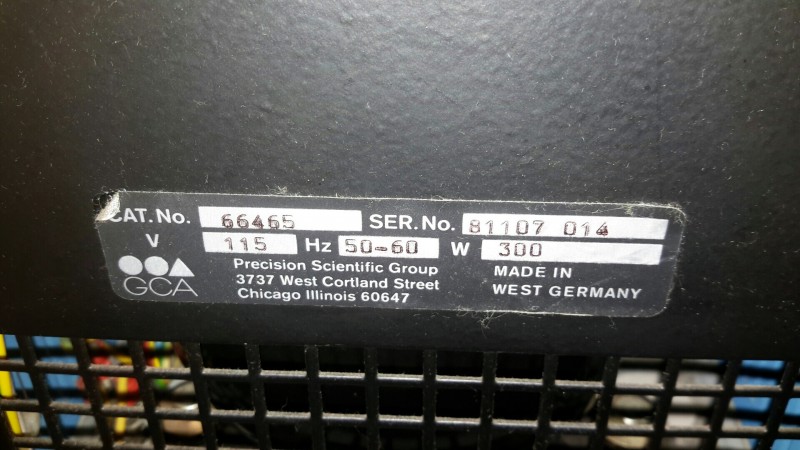 CAT. No. 66465 SER. No. 81107 014
V 115 Hz 50-60 W 300
GCA
Precision Scientific Group
3737 West Cortland Street
Chicago Illinois 60647
MADE IN
WEST GERMANY